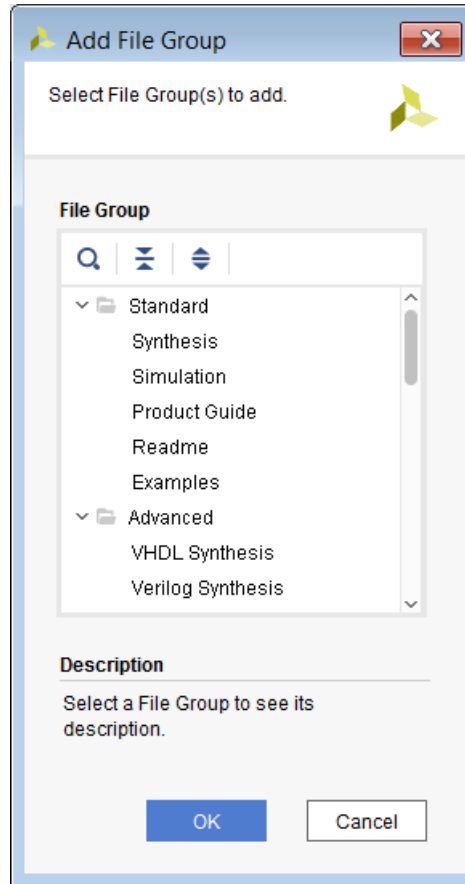 Add File Group
Select File Group(s) to add.
File Group
Standard
Synthesis
Simulation
Product Guide
Readme
Examples
Advanced
VHDL Synthesis
Verilog Synthesis
Description
Select a File Group to see its
description.
OK
Cancel